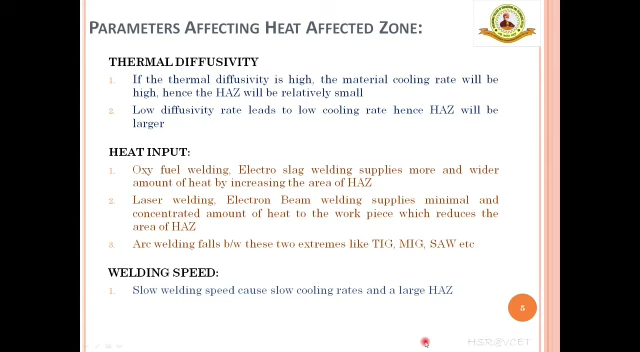 PARAMETERS AFFECTING HEAT AFFECTED ZONE:
THERMAL DIFFUSIVITY
1. If the thermal diffusivity is high, the material cooling rate will be
high, hence the HAZ will be relatively small
2. Low diffusivity rate leads to low cooling rate hence HAZ will be
larger
HEAT INPUT:
1. Oxy fuel welding, Electro slag welding supplies more and wider
amount of heat by increasing the area of HAZ
2. Laser welding, Electron Beam welding supplies minimal and
concentrated amount of heat to the work piece which reduces the
area of HAZ
3. Arc welding falls b/w these two extremes like TIG, MIG, SAW etc
WELDING SPEED:
1. Slow welding speed cause slow cooling rates and a large HAZ
5